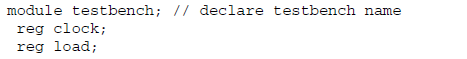 module testbench; // declare testbench name
reg clock;
reg load;